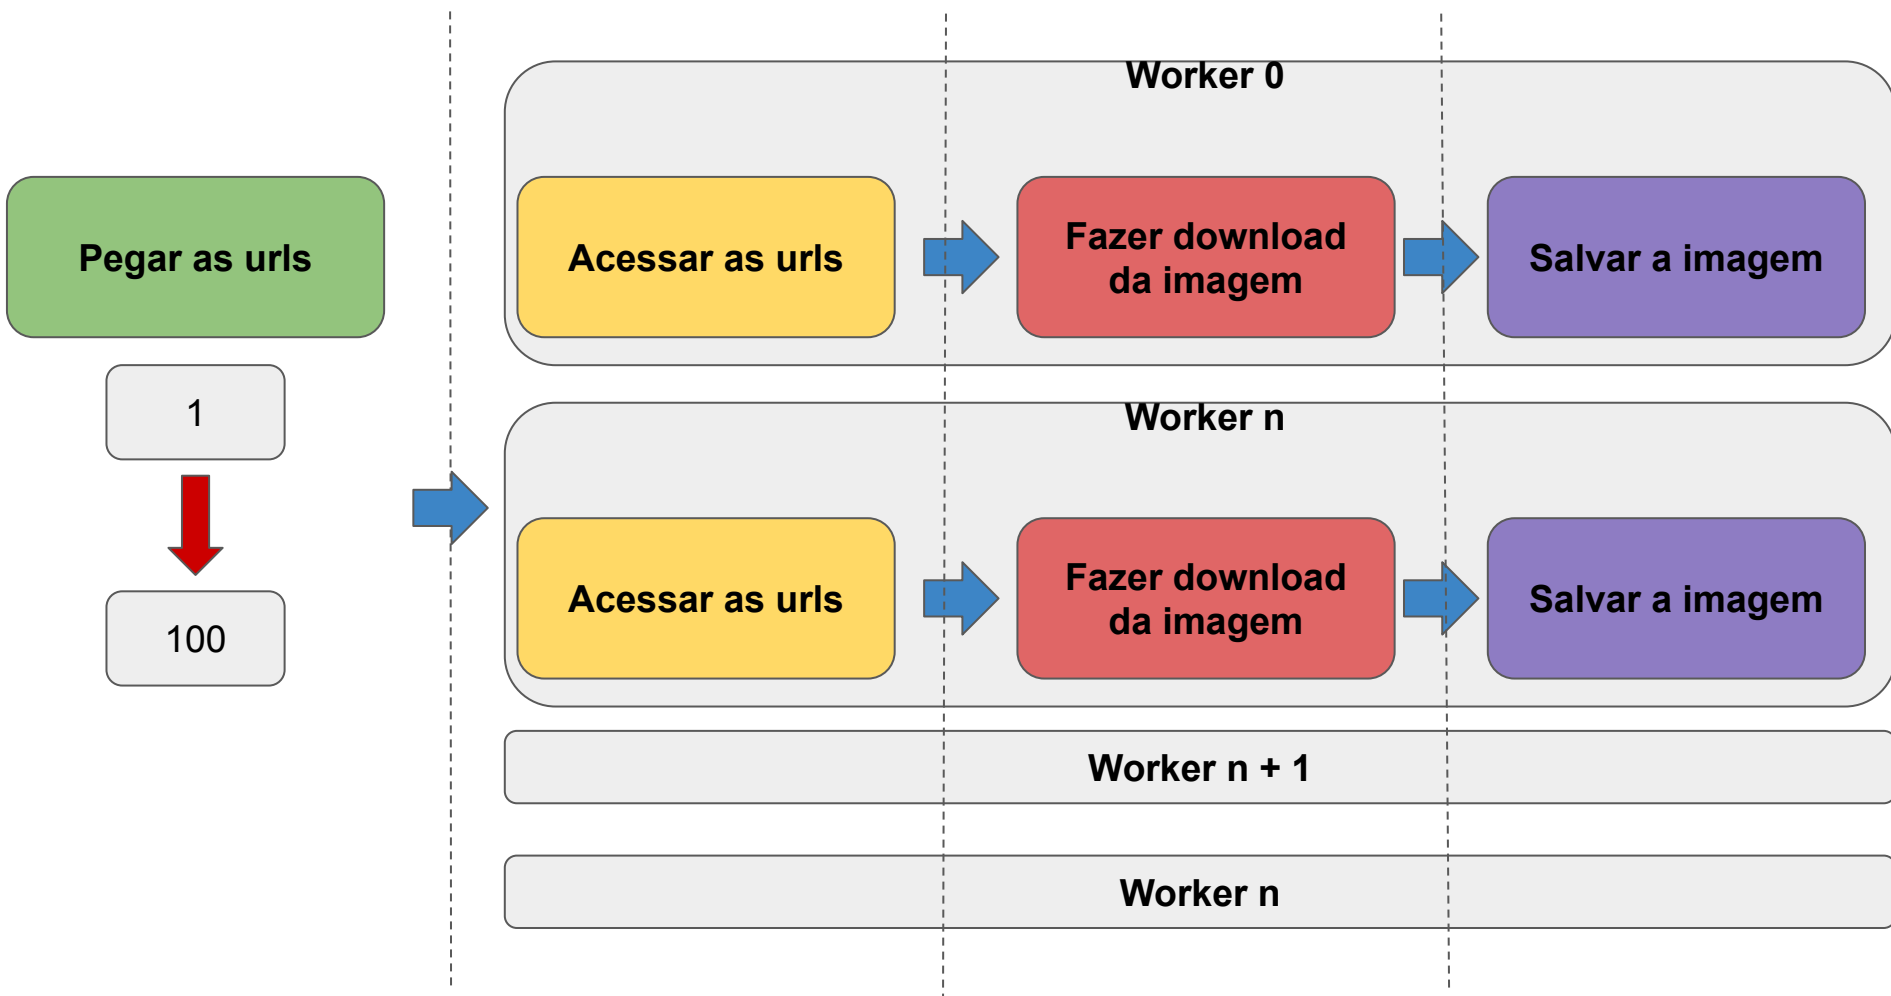 Pegar as urls
1
100
Worker 0
Acessar as urls
Fazer download
da imagem
Salvar a imagem
Worker n
Acessar as urls
Fazer download
da imagem
Salvar a imagem
Worker n + 1
Worker n